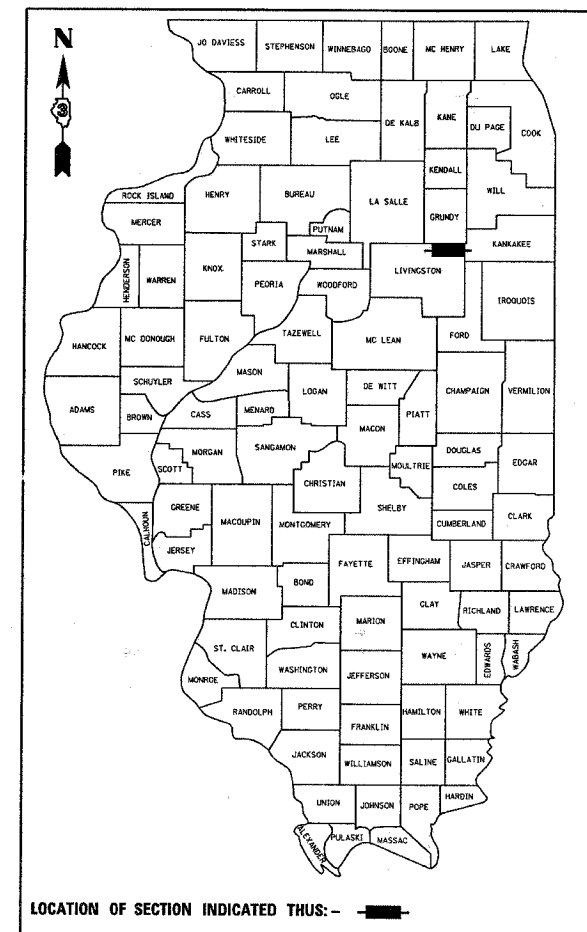 N
JO DAVIESS STEPHENSON WINNEBAGO BOONE MC HENRY LAKE
CARROLL OGLE DE KALB KANE DU PAGE COOK
WHITESIDE LEE KENDALL WILL
ROCK ISLAND HENRY BUREAU LA SALLE GRUNDY
MERCER PUTNAM KANKAKEE
STARK MARSHALL LIVINGSTON
HENDERSON WARREN KNOX PEORIA WOODFORD IROQUOIS
HANCOCK MC DONOUGH FULTON TAZEWELL MC LEAN FORD
SCHUYLER MASON
ADAMS BROWN CASS MENARD LOGAN DE WITT PIATT CHAMPAIGN VERMILION
MORGAN SANGAMON MACON DOUGLAS EDGAR
PIKE SCOTT CHRISTIAN MOULTRIE COLES
CALHOUN GREENE MACOUPIN MONTGOMERY SHELBY CUMBERLAND CLARK
JERSEY FAYETTE EFFINGHAM JASPER CRAWFORD
MADISON BOND CLAY RICHLAND LAWRENCE
CLINTON MARION
ST. CLAIR WAYNE EDWARDS WABASH
WASHINGTON JEFFERSON
MONROE
RANDOLPH PERRY HAMILTON WHITE
FRANKLIN
JACKSON WILLIAMSON SALINE GALLATIN
UNION JOHNSON POPE HARDIN
ALEXANDER PULASKI MASSAC
LOCATION OF SECTION INDICATED THUS: -